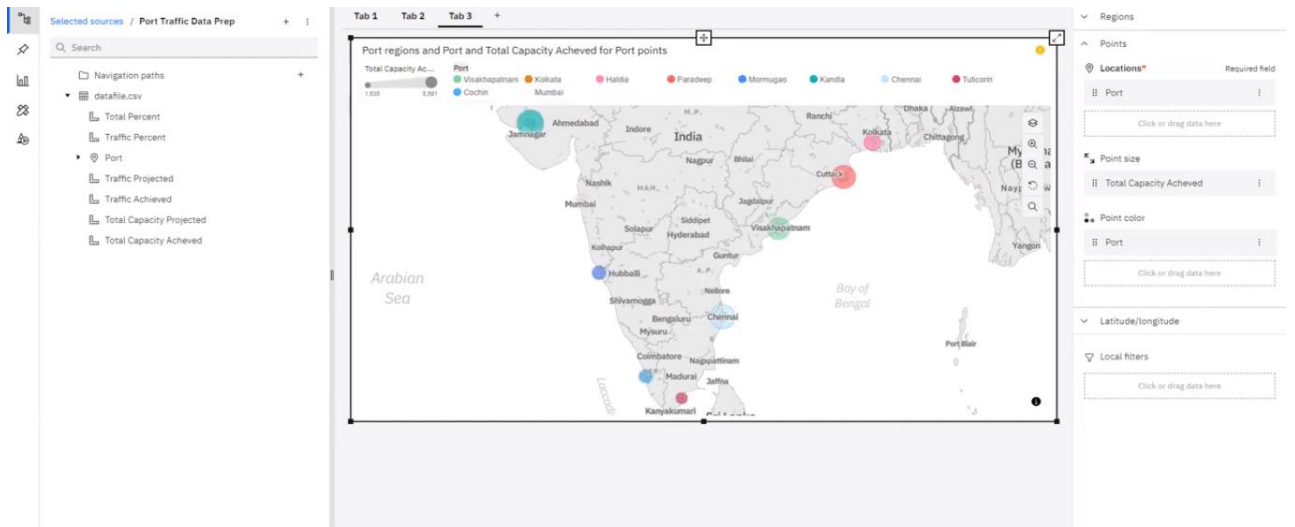 Selected sources / Port Traffic Data Prep
Search
Navigation paths
datafile.csv
Total Percent
Traffic Percent
Port
Traffic Projected
Traffic Achieved
Total Capacity Projected
Total Capacity Acheved
Tab 1 Tab 2 Tab 3
Port regions and Port and Total Capacity Acheved for Port points
Total Capacity Ac...
Port
Visakhapatnam Kolkata Haldia Paradeep Mormugao Kandla Chennai Tuticorin
Cochin Mumbai
M.P.
Ranchi
Dhaka
Aizawl
Jamnagar
Ahmedabad
Indore
India
Kolkata
Chittagong
Nagpur
Bhilai
Cuttack
Nashik
MAH.
Mumbai
Jagdalpur
Solapur
Siddipet
Hyderabad
Visakhapatnam
Yangon
Kolhapur
Guntur
Arabian
Sea
Hubballi
A.P.
Bay of
Bengal
Shivamogga
Nellore
Bengaluru
Chennai
Mysuru
Port Blair
Coimbatore
Nagapattinam
Madurai
Jaffna
Kanyakumari
Regions
Points
Locations* Required field
Port
Click or drag data here
Point size
Total Capacity Acheved
Point color
Port
Click or drag data here
Latitude/longitude
Local filters
Click or drag data here